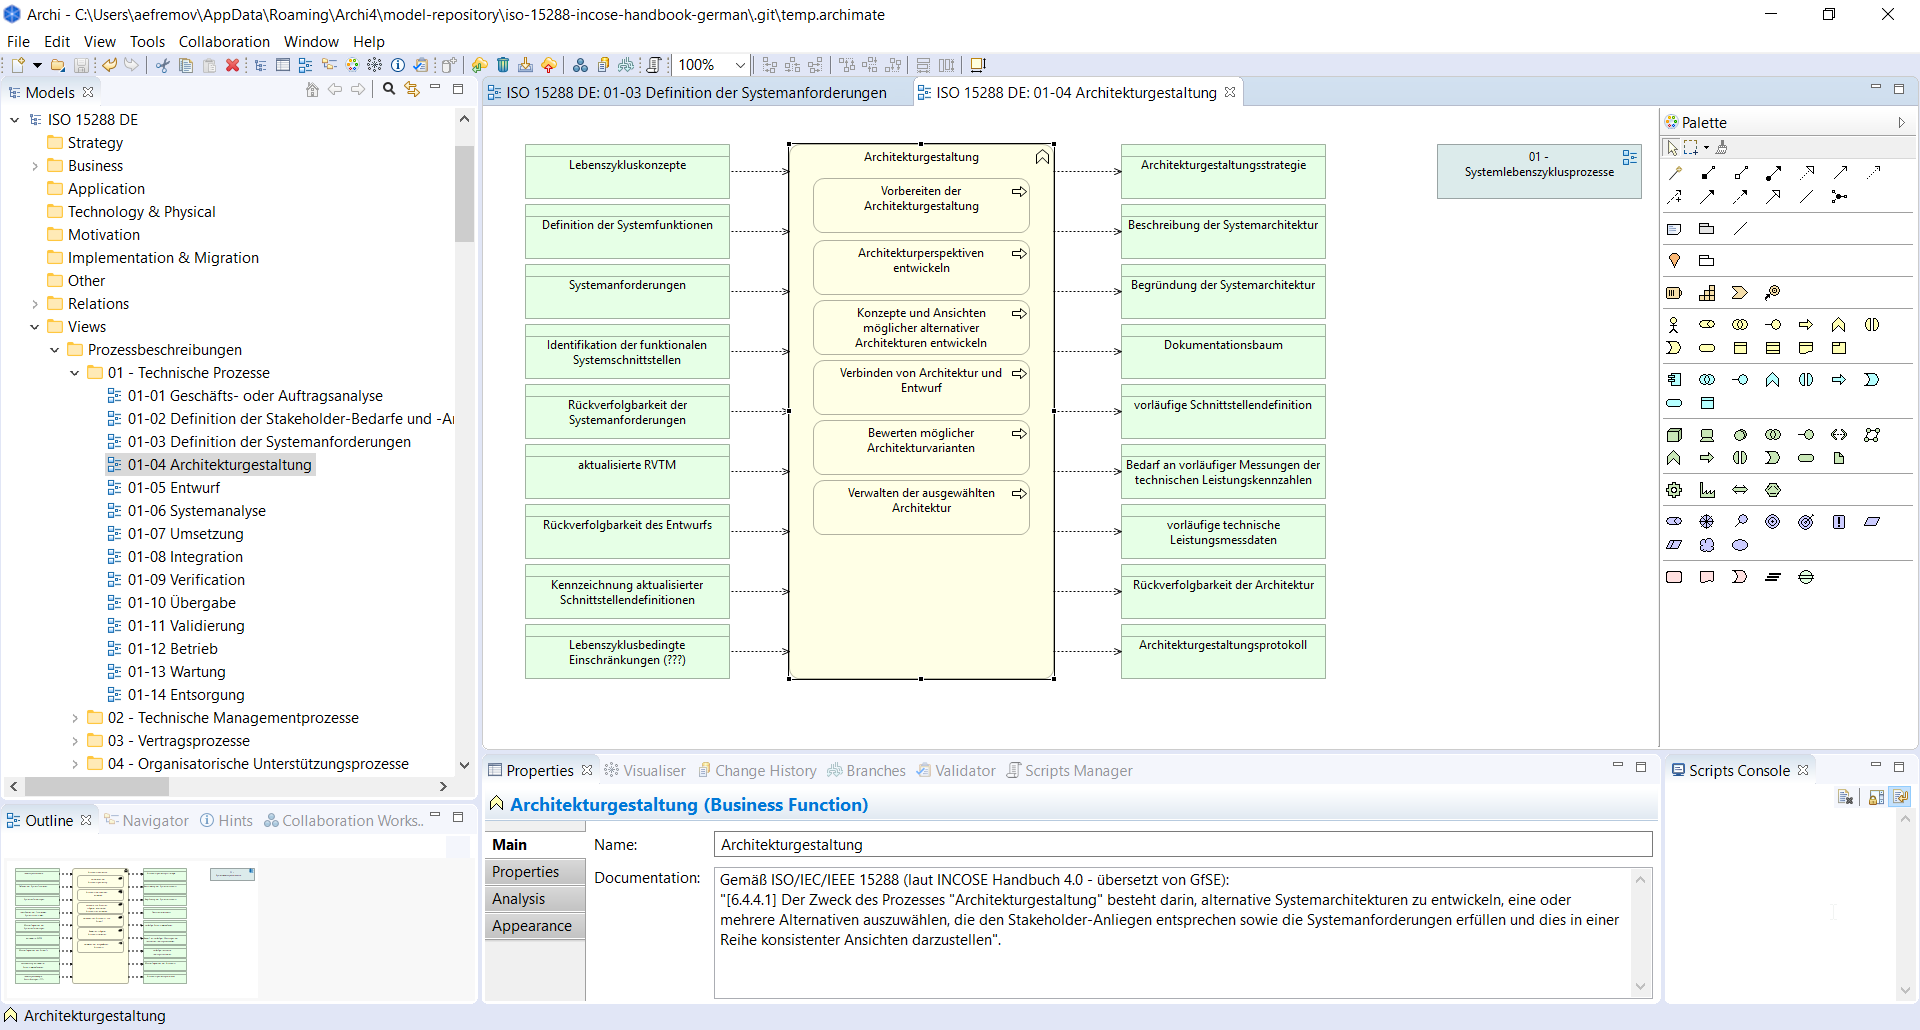 Archi - C:\Users\aefremov\AppData\Roaming\Archi4\model-repository\iso-15288-incose-handbook-german\.git\temp.archimate
File Edit View Tools Collaboration Window Help
100%
Models
ISO 15288 DE
Strategy
Business
Application
Technology & Physical
Motivation
Implementation & Migration
Other
Relations
Views
Prozessbeschreibungen
01 - Technische Prozesse
01-01 Geschäfts- oder Auftragsanalyse
01-02 Definition der Stakeholder-Bedarfe und -Ai
01-03 Definition der Systemanforderungen
01-04 Architekturgestaltung
01-05 Entwurf
01-06 Systemanalyse
01-07 Umsetzung
01-08 Integration
01-09 Verification
01-10 Übergabe
01-11 Validierung
01-12 Betrieb
01-13 Wartung
01-14 Entsorgung
02 - Technische Managementprozesse
03 - Vertragsprozesse
04 - Organisatorische Unterstützungsprozesse
ISO 15288 DE: 01-03 Definition der Systemanforderungen
ISO 15288 DE: 01-04 Architekturgestaltung
Lebenszykluskonzepte
Definition der Systemfunktionen
Systemanforderungen
Identifikation der funktionalen
Systemschnittstellen
Rückverfolgbarkeit der
Systemanforderungen
aktualisierte RVTM
Rückverfolgbarkeit des Entwurfs
Kennzeichnung aktualisierter
Schnittstellendefinitionen
Lebenszyklusbedingte
Einschränkungen (???)
Architekturgestaltung
Vorbereiten der
Architekturgestaltung
Architekturperspektiven
entwickeln
Konzepte und Ansichten
möglicher alternativer
Architekturen entwickeln
Verbinden von Architektur und
Entwurf
Bewerten möglicher
Architekturvarianten
Verwalten der ausgewählten
Architektur
Architekturgestaltungsstrategie
Beschreibung der Systemarchitektur
Begründung der Systemarchitektur
Dokumentationsbaum
vorläufige Schnittstellendefinition
Bedarf an vorläufiger Messungen der
technischen Leistungskennzahlen
vorläufige technische
Leistungsmessdaten
Rückverfolgbarkeit der Architektur
Architekturgestaltungsprotokoll
01 -
Systemlebenszyklusprozesse
Palette
Outline Navigator Hints Collaboration Works..
Properties Visualiser Change History Branches Validator Scripts Manager
Architekturgestaltung (Business Function)
Main
Properties
Analysis
Appearance
Name: Architekturgestaltung
Documentation: Gemäß ISO/IEC/IEEE 15288 (laut INCOSE Handbuch 4.0 - übersetzt von GfSE):
"[6.4.4.1] Der Zweck des Prozesses "Architekturgestaltung" besteht darin, alternative Systemarchitekturen zu entwickeln, eine oder
mehrere Alternativen auszuwählen, die den Stakeholder-Anliegen entsprechen sowie die Systemanforderungen erfüllen und dies in einer
Reihe konsistenter Ansichten darzustellen".
Scripts Console
Architekturgestaltung